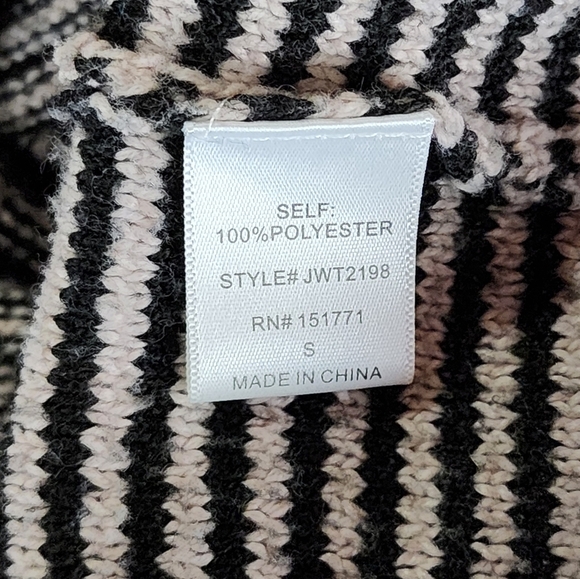 SELF:
100%POLYESTER
STYLE# JWT2198
RN# 151771
S
MADE IN CHINA